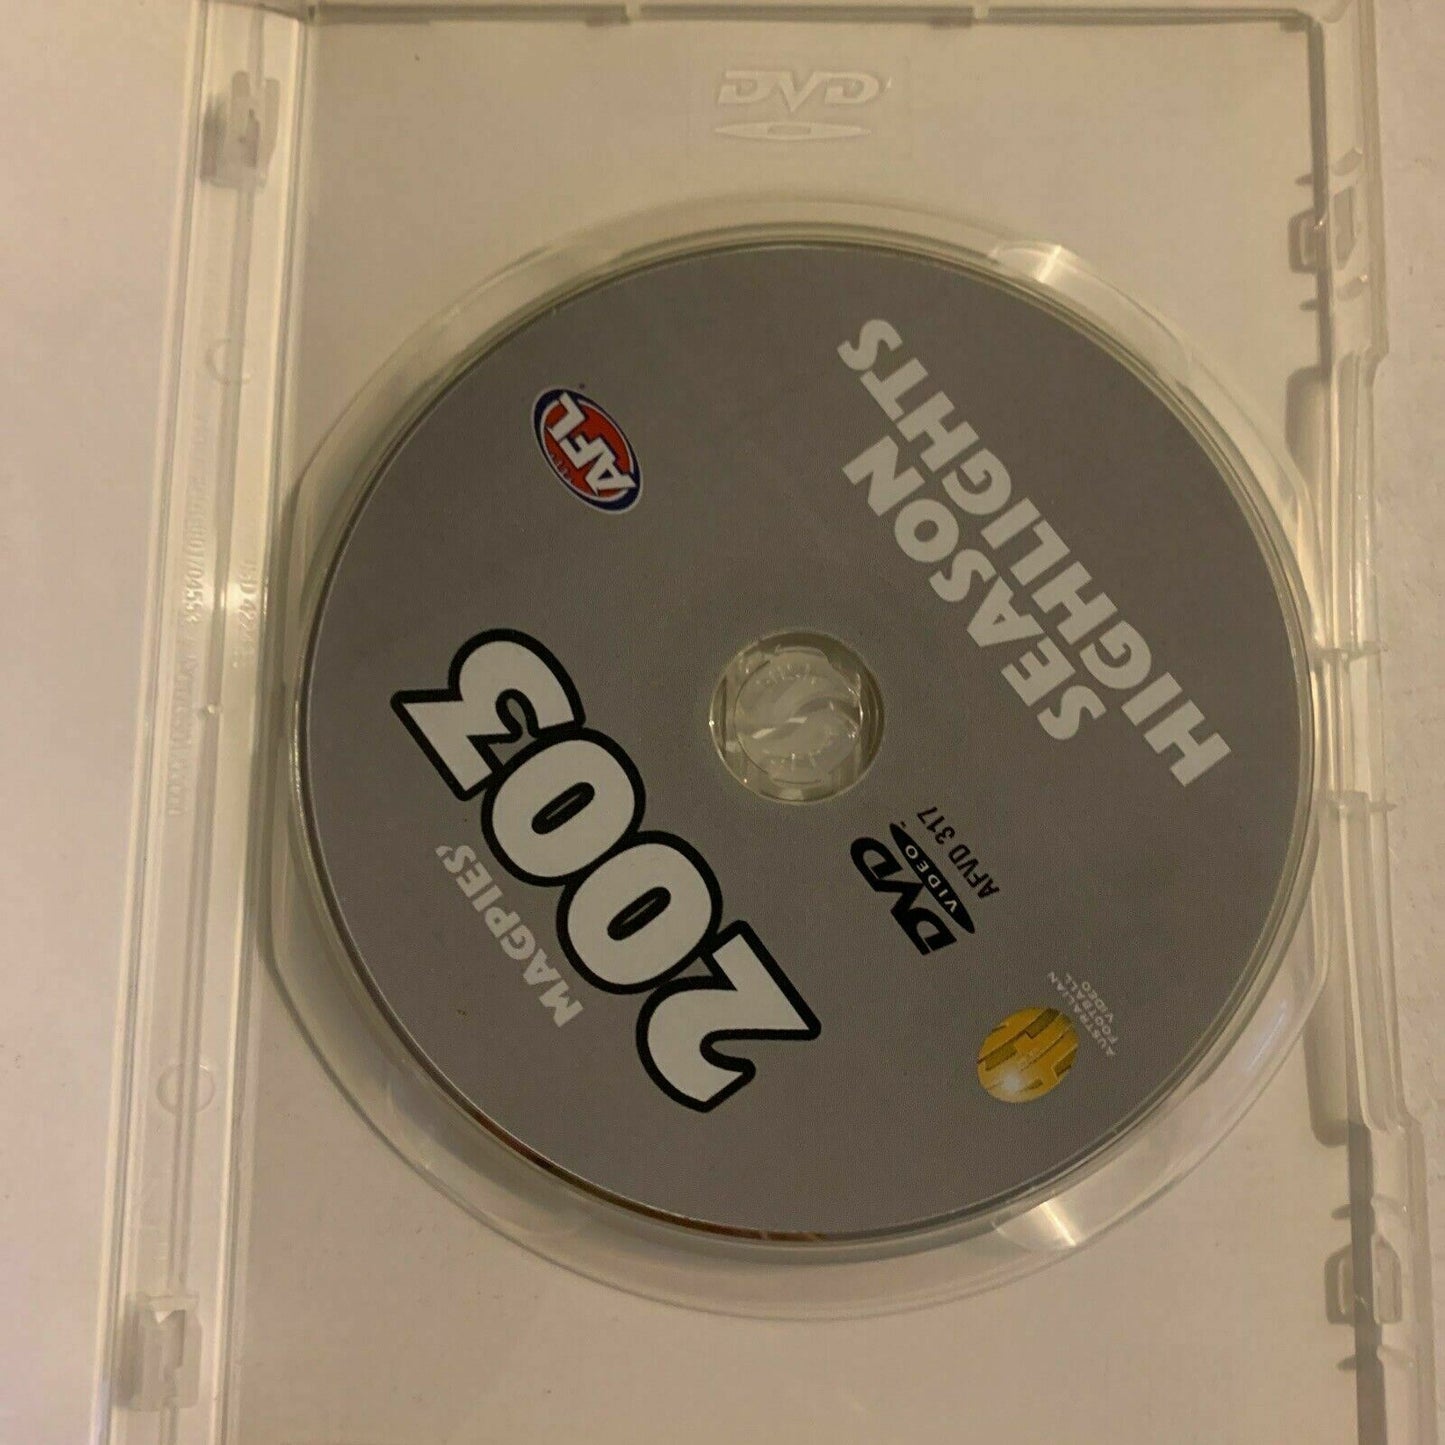 DVD
MAGPIES'
2003
AFL
SEASON
HIGHLIGHTS
DVD
VIDEO
AFVD 317
AUSTRALIAN
FOOTBALL
VIDEO